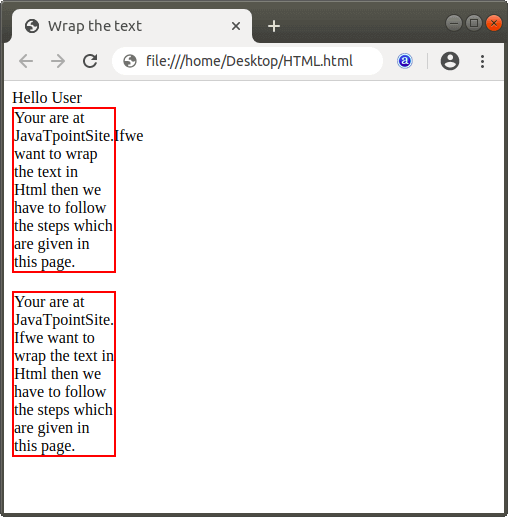 Wrap the text
file:///home/Desktop/HTML.html
a
Hello User
Your are at
JavaTpointSite.Ifwe
want to wrap
the text in
Html then we
have to follow
the steps which
are given in
this page.
Your are at
JavaTpointSite.
Ifwe want to
wrap the text in
Html then we
have to follow
the steps which
are given in
this page.